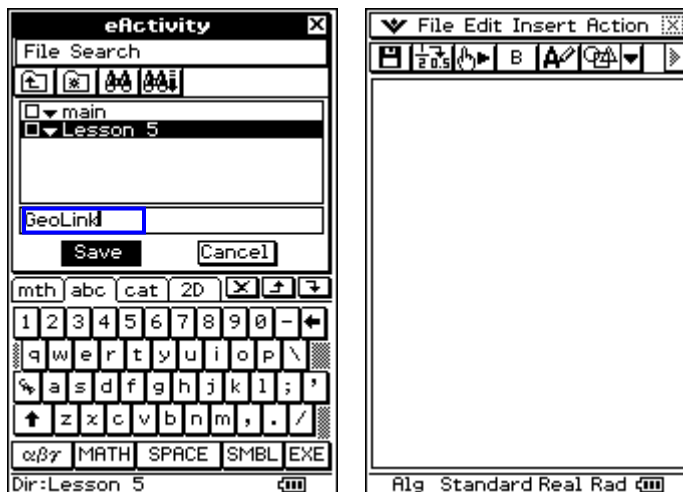 eActivity
File Search
main
Lesson 5
GeoLink
Save Cancel
mth abc cat 2D
1 2 3 4 5 6 7 8 9 0 -
q w e r t y u i o p \
a s d f g h j k l ; '
z x c v b n m , . /
αβγ MATH SPACE SMBL EXE
Dir:Lesson 5
File Edit Insert Action
B A
Alg Standard Real Rad